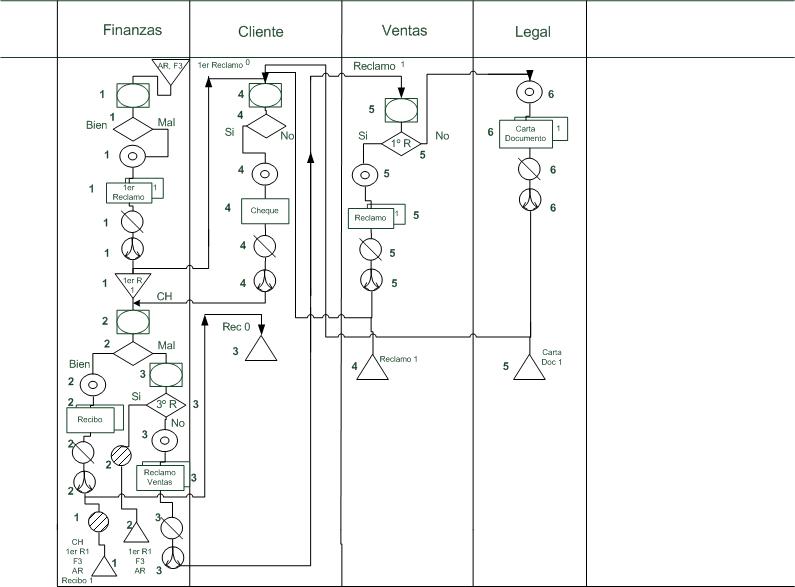 Finanzas
Cliente
Ventas
Legal
AR, F3
1
1
Bien
Mal
1
1
1er
Reclamo
1
1
1
1
1er R
1
CH
2
2
Bien
Mal
2
2
Recibo
2
2
1
CH
1er R1
F3
AR
Recibo 1
1
3
Si
3º R
3
No
2
3
Reclamo
Ventas
3
2
1er R1
F3
AR
3
3
1er Reclamo 0
4
4
Si
No
4
4
Cheque
4
4
Rec 0
3
Reclamo 1
5
Si
1º R
No
5
5
Reclamo
1
5
5
5
4
Reclamo 1
6
6
Carta
Documento
1
6
6
5
Carta
Doc 1